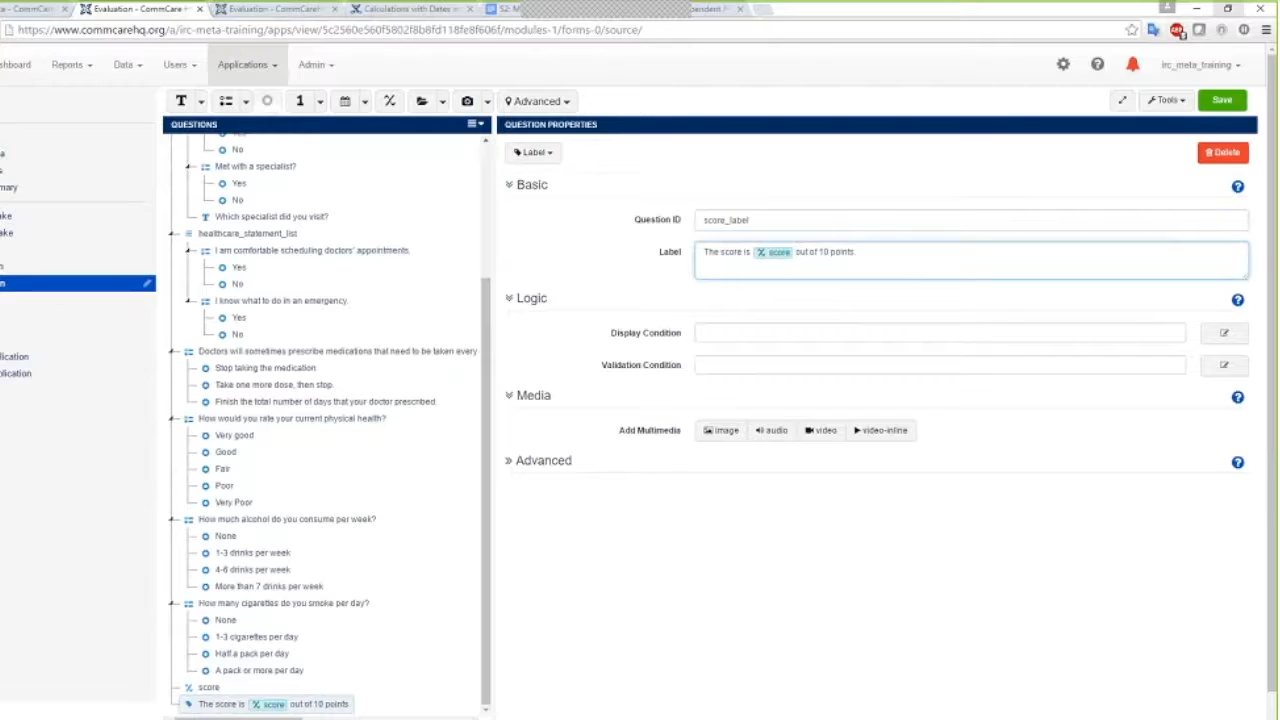 CommCare
Evaluation - CommCare
Evaluation - CommCareH
Calculations with Dates
S2: M
pendent
https://www.commcarehq.org/a/irc-meta-training/apps/view/5c2560e560f5802f8b8fd118fe8f606f/modules-1/forms-0/source/
shboard Reports Data Users Applications Admin irc_meta_training
T 1 Advanced Tools Save
QUESTIONS
QUESTION PROPERTIES
No
Met with a specialist?
Yes
No
Which specialist did you visit?
healthcare_statement_list
I am comfortable scheduling doctors' appointments.
Yes
No
I know what to do in an emergency.
Yes
No
Doctors will sometimes prescribe medications that need to be taken every
Stop taking the medication
Take one more dose, then stop.
Finish the total number of days that your doctor prescribed.
How would you rate your current physical health?
Very good
Good
Fair
Poor
Very Poor
How much alcohol do you consume per week?
None
1-3 drinks per week
4-6 drinks per week
More than 7 drinks per week
How many cigarettes do you smoke per day?
None
1-3 cigarettes per day
Half a pack per day
A pack or more per day
score
The score is score out of 10 points
Label
Delete
Basic
Question ID score_label
Label The score is score out of 10 points.
Logic
Display Condition
Validation Condition
Media
Add Multimedia image audio video video-inline
Advanced
mary
ake
ake
n
m
lication
plication